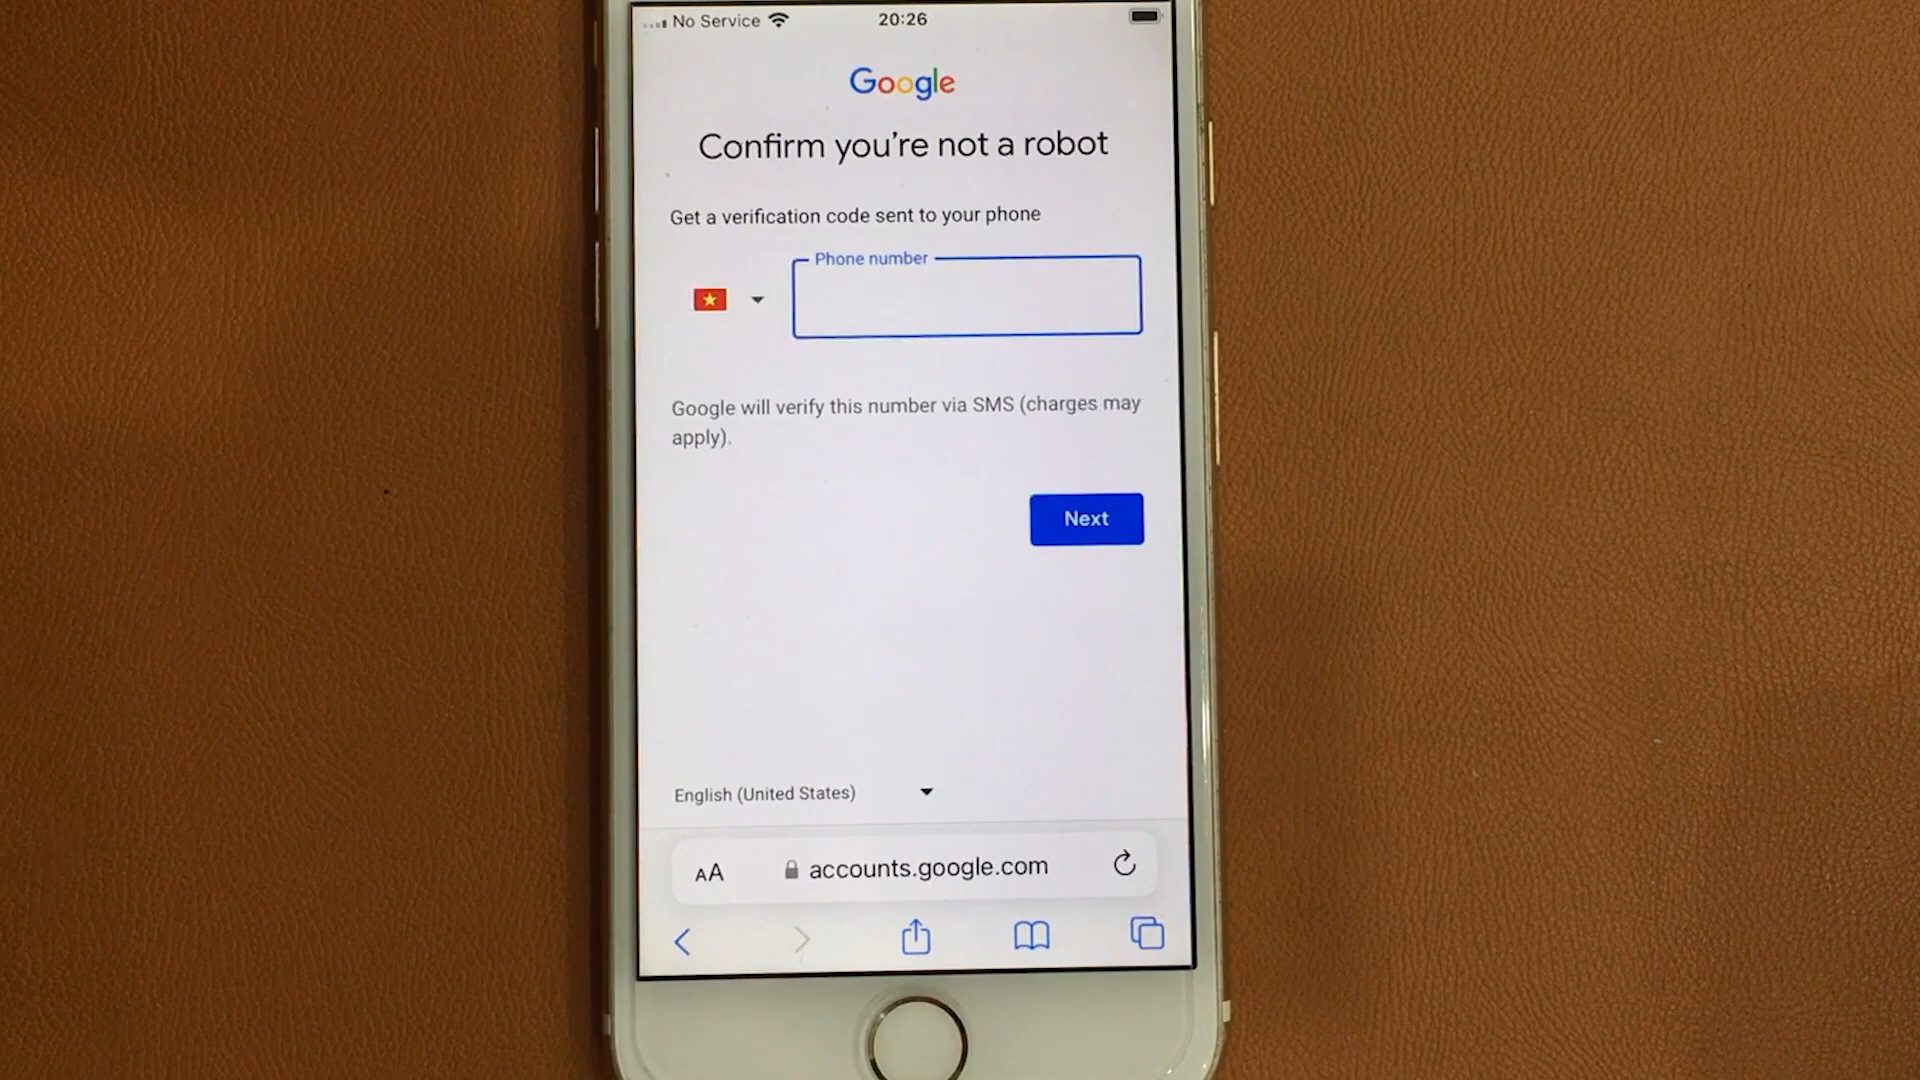 No Service
20:26
Google
Confirm you're not a robot
Get a verification code sent to your phone
Phone number
Google will verify this number via SMS (charges may
apply).
Next
English (United States)
AA
accounts.google.com